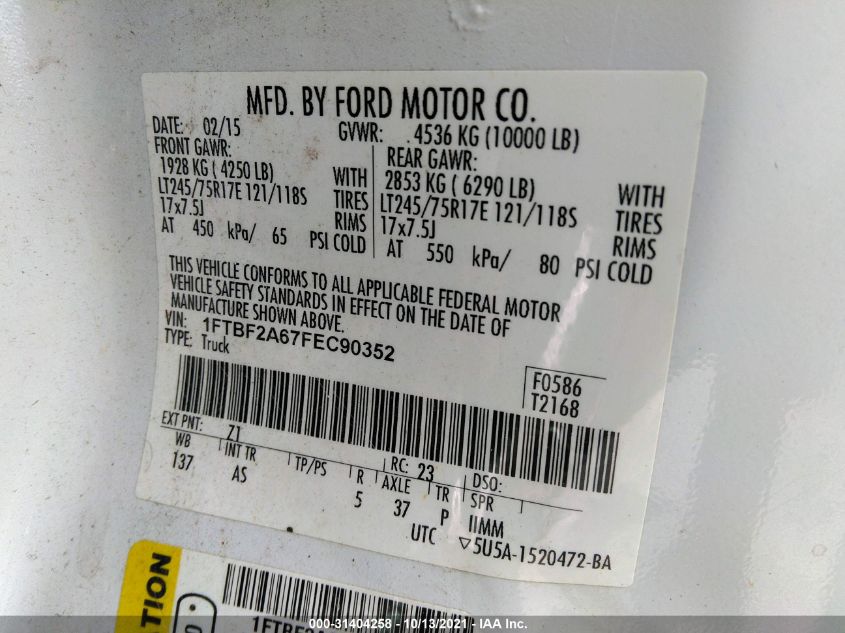 MFD. BY FORD MOTOR CO.
DATE: 02/15 GVWR: 4536 KG (10000 LB)
FRONT GAWR: REAR GAWR:
1928 KG ( 4250 LB) WITH 2853 KG ( 6290 LB) WITH
LT245/75R17E 121/118S TIRES LT245/75R17E 121/118S TIRES
17x7.5J RIMS 17x7.5J RIMS
AT 450 kPa/ 65 PSI COLD AT 550 kPa/ 80 PSI COLD
THIS VEHICLE CONFORMS TO ALL APPLICABLE FEDERAL MOTOR
VEHICLE SAFETY STANDARDS IN EFFECT ON THE DATE OF
MANUFACTURE SHOWN ABOVE.
VIN: 1FTBF2A67FEC90352
TYPE: Truck
F0586
T2168
EXT PNT: Z1 RC: 23 DSO:
WB INT TR TP/PS R AXLE TR SPR
137 AS 5 37 P IIMM
UTC ▽5U5A-1520472-BA
ATION
1FTBF2A
000-31404258 - 10/13/2021 - IAA Inc.